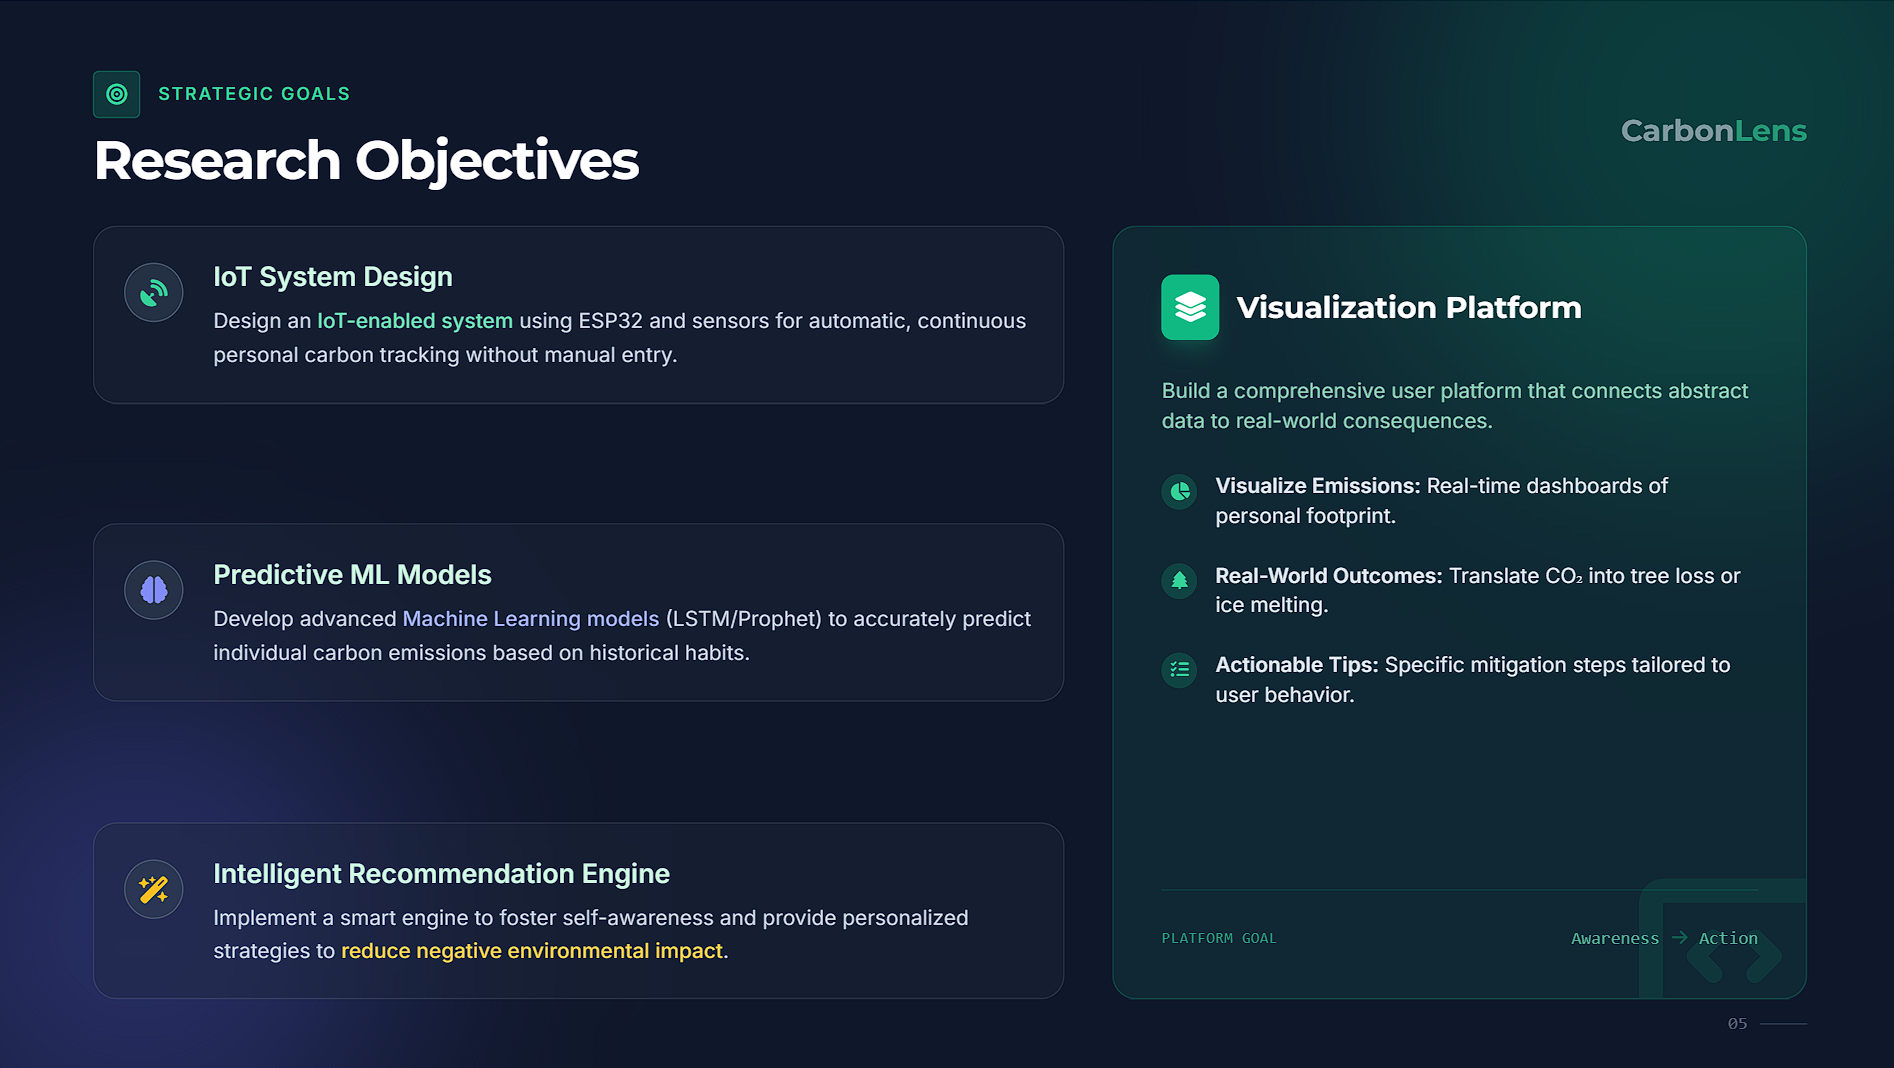 STRATEGIC GOALS
Research Objectives
CarbonLens
IoT System Design
Design an IoT-enabled system using ESP32 and sensors for automatic, continuous
personal carbon tracking without manual entry.
Predictive ML Models
Develop advanced Machine Learning models (LSTM/Prophet) to accurately predict
individual carbon emissions based on historical habits.
Intelligent Recommendation Engine
Implement a smart engine to foster self-awareness and provide personalized
strategies to reduce negative environmental impact.
Visualization Platform
Build a comprehensive user platform that connects abstract
data to real-world consequences.
Visualize Emissions: Real-time dashboards of
personal footprint.
Real-World Outcomes: Translate CO₂ into tree loss or
ice melting.
Actionable Tips: Specific mitigation steps tailored to
user behavior.
PLATFORM GOAL
Awareness → Action
05